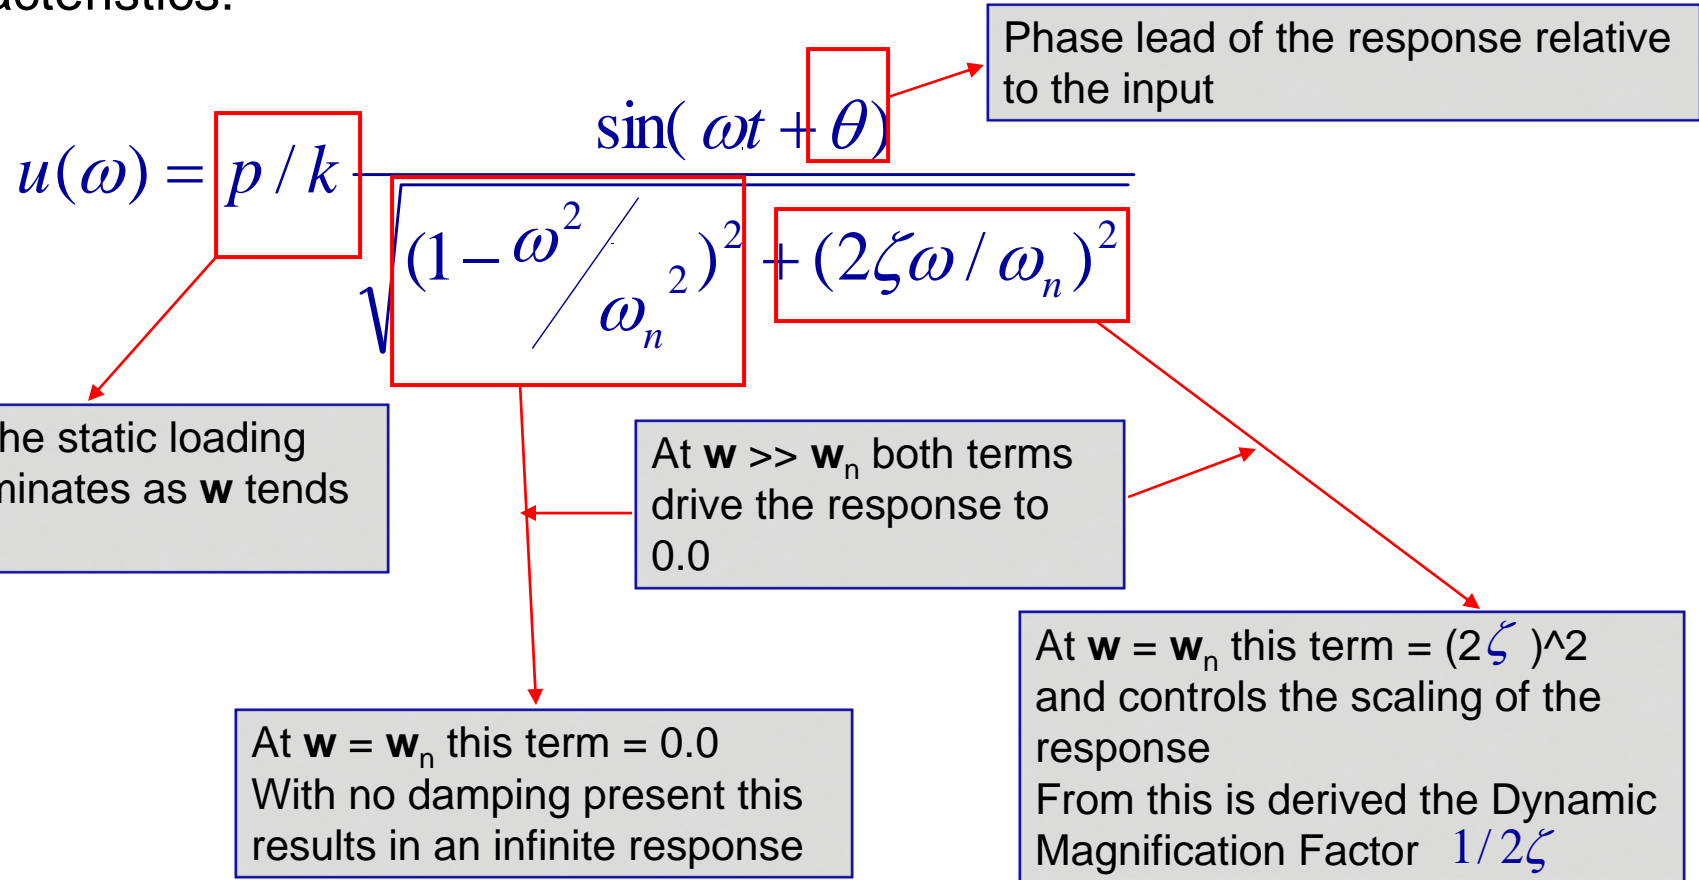 Phase lead of the response relative
to the input
u(ω) = p / k sin( ωt + θ) / √((1 − ω²/ωₙ²)² + (2ζω / ωₙ)²)
he static loading
minates as w tends
At w >> wₙ both terms
drive the response to
0.0
At w = wₙ this term = 0.0
With no damping present this
results in an infinite response
At w = wₙ this term = (2ζ )^2
and controls the scaling of the
response
From this is derived the Dynamic
Magnification Factor 1/ 2ζ